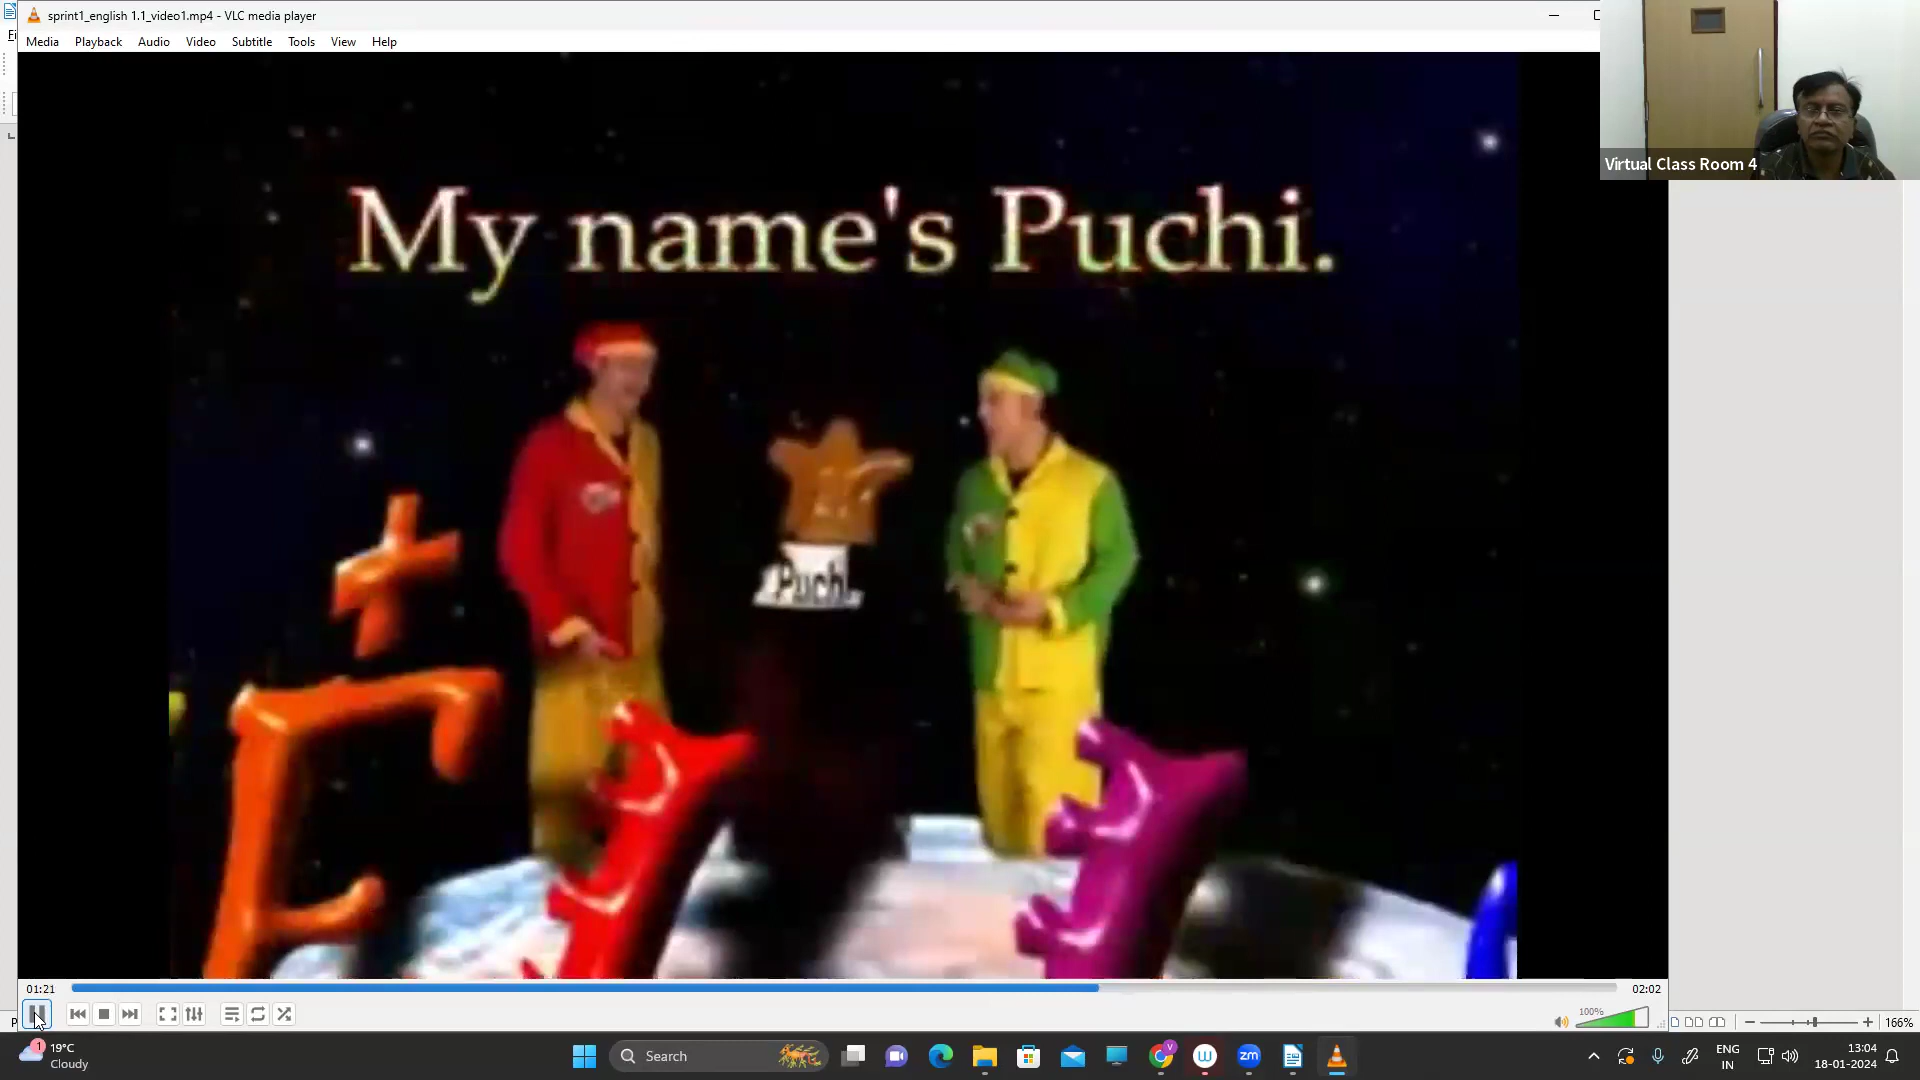 sprint1_english 1.1_video1.mp4 - VLC media player
Media Playback Audio Video Subtitle Tools View Help
Virtual Class Room 4
My name's Puchi.
01:21
02:02
100%
166%
1
19°C
Cloudy
Search
V
zm
ENG
IN
13:04
18-01-2024